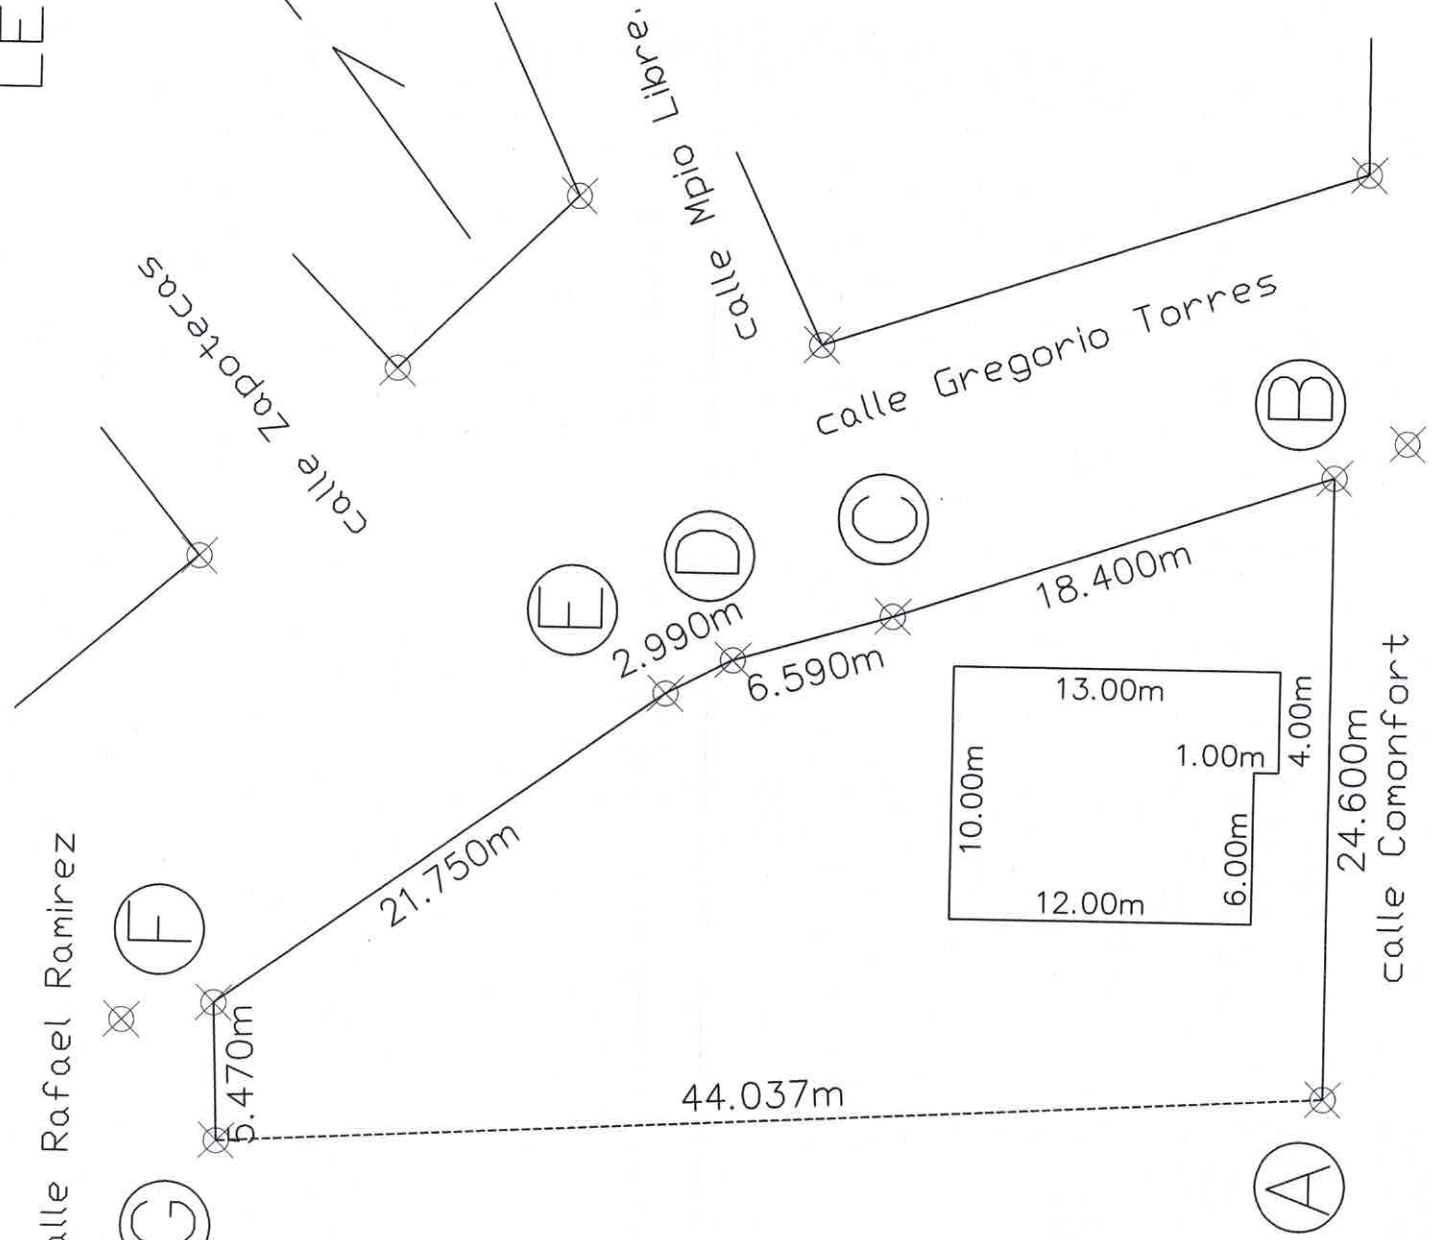 LE
calle Mpio Libre.
calle Zapotecas
calle Gregorio Torres
B
C
D
E
2.990m
18.400m
6.590m
13.00m
4.00m
1.00m
10.00m
24.600m
calle Comonfort
6.00m
12.00m
21.750m
F
Rafael Ramirez
5.470m
44.037m
G
A